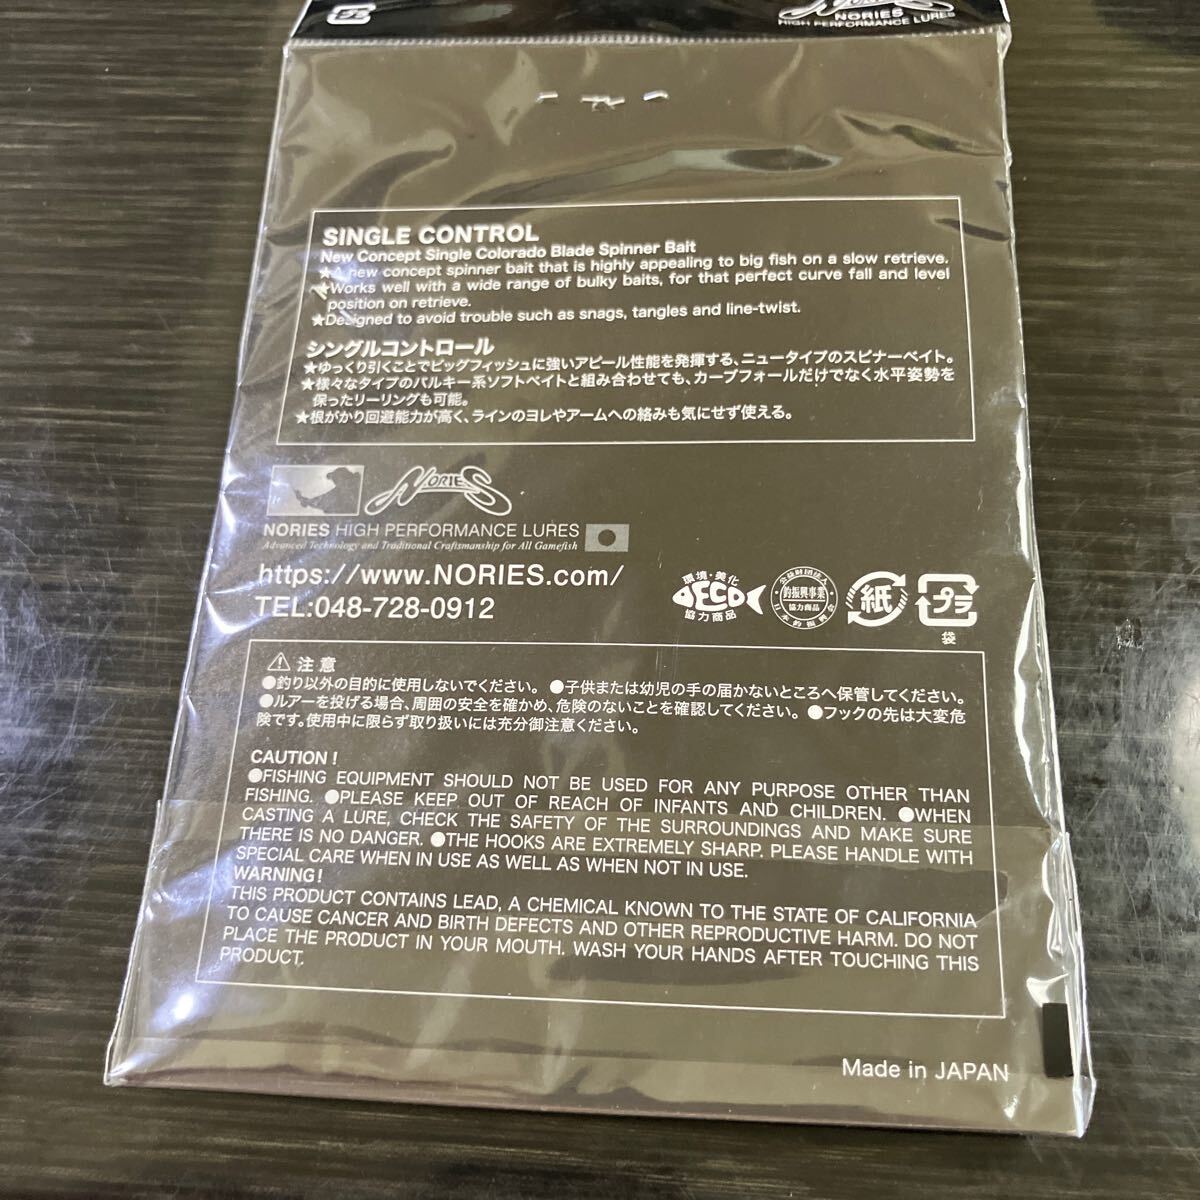 プラ
NORIES
HIGH PERFORMANCE LURES
SINGLE CONTROL
New Concept Single Colorado Blade Spinner Bait
★A new concept spinner bait that is highly appealing to big fish on a slow retrieve.
★Works well with a wide range of bulky baits, for that perfect curve fall and level
position on retrieve.
★Designed to avoid trouble such as snags, tangles and line-twist.
シングルコントロール
★ゆっくり引くことでビッグフィッシュに強いアピール性能を発揮する、ニュータイプのスピナーベイト。
★様々なタイプのバルキー系ソフトベイトと組み合わせても、カーブフォールだけでなく水平姿勢を
保ったリーリングも可能。
★根がかり回避能力が高く、ラインのヨレやアームへの絡みも気にせず使える。
NORIES
NORIES HIGH PERFORMANCE LURES
Advanced Technology and Traditional Craftsmanship for All Gamefish
https://www.NORIES.com/
TEL:048-728-0912
環境・美化
ECO
協力商品
公益財団法人
釣振興事業
協力商品
日本釣振興会
紙
プラ
袋
⚠ 注意
●釣り以外の目的に使用しないでください。 ●子供または幼児の手の届かないところへ保管してください。
●ルアーを投げる場合、周囲の安全を確かめ、危険のないことを確認してください。 ●フックの先は大変危
険です。使用中に限らず取り扱いには充分御注意ください。
CAUTION !
●FISHING EQUIPMENT SHOULD NOT BE USED FOR ANY PURPOSE OTHER THAN
FISHING. ●PLEASE KEEP OUT OF REACH OF INFANTS AND CHILDREN. ●WHEN
CASTING A LURE, CHECK THE SAFETY OF THE SURROUNDINGS AND MAKE SURE
THERE IS NO DANGER. ●THE HOOKS ARE EXTREMELY SHARP. PLEASE HANDLE WITH
SPECIAL CARE WHEN IN USE AS WELL AS WHEN NOT IN USE.
WARNING !
THIS PRODUCT CONTAINS LEAD, A CHEMICAL KNOWN TO THE STATE OF CALIFORNIA
TO CAUSE CANCER AND BIRTH DEFECTS AND OTHER REPRODUCTIVE HARM. DO NOT
PLACE THE PRODUCT IN YOUR MOUTH. WASH YOUR HANDS AFTER TOUCHING THIS
PRODUCT.
Made in JAPAN